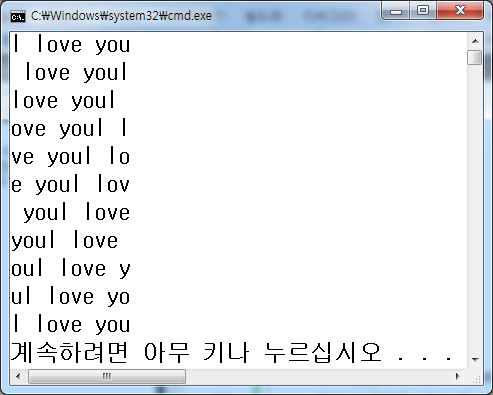 C:₩Windows₩system32₩cmd.exe
I love you
 love youI
love youI 
ove youI l
ve youI lo
e youI lov
 youI love
youI love 
ouI love y
uI love yo
I love you
계속하려면 아무 키나 누르십시오 . . .